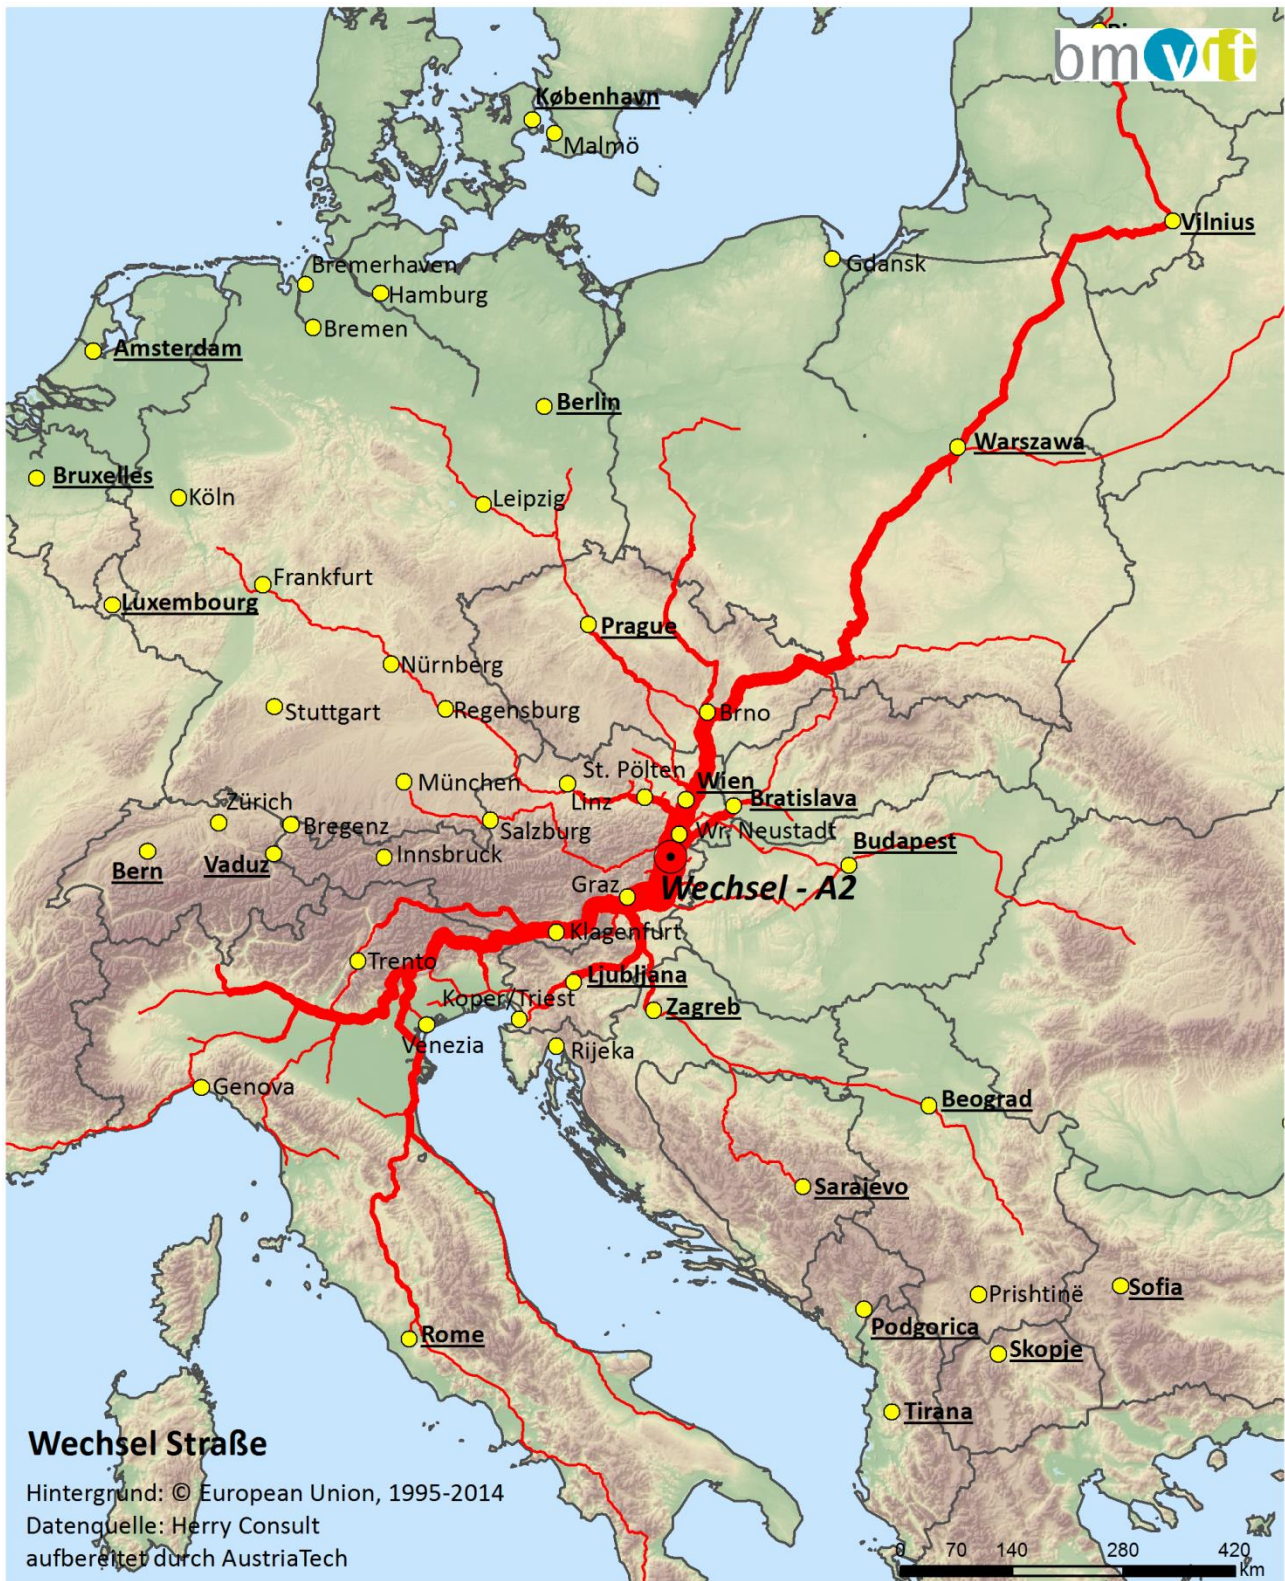 bmvit
København
Malmö
Vilnius
Gdansk
Bremerhaven
Hamburg
Bremen
Amsterdam
Berlin
Warszawa
Bruxelles
Köln
Leipzig
Frankfurt
Luxembourg
Prague
Nürnberg
Stuttgart
Regensburg
Brno
München
St. Pölten
Wien
Linz
Bratislava
Zürich
Bregenz
Salzburg
Wr. Neustadt
Bern
Vaduz
Innsbruck
Budapest
Graz
Wechsel - A2
Klagenfurt
Trento
Ljubljana
Koper/Triest
Zagreb
Venezia
Rijeka
Genova
Beograd
Sarajevo
Prishtinë
Sofia
Podgorica
Rome
Skopje
Tirana
Wechsel Straße
Hintergrund: © European Union, 1995-2014
Datenquelle: Herry Consult
aufbereitet durch AustriaTech
0 70 140 280 420
km